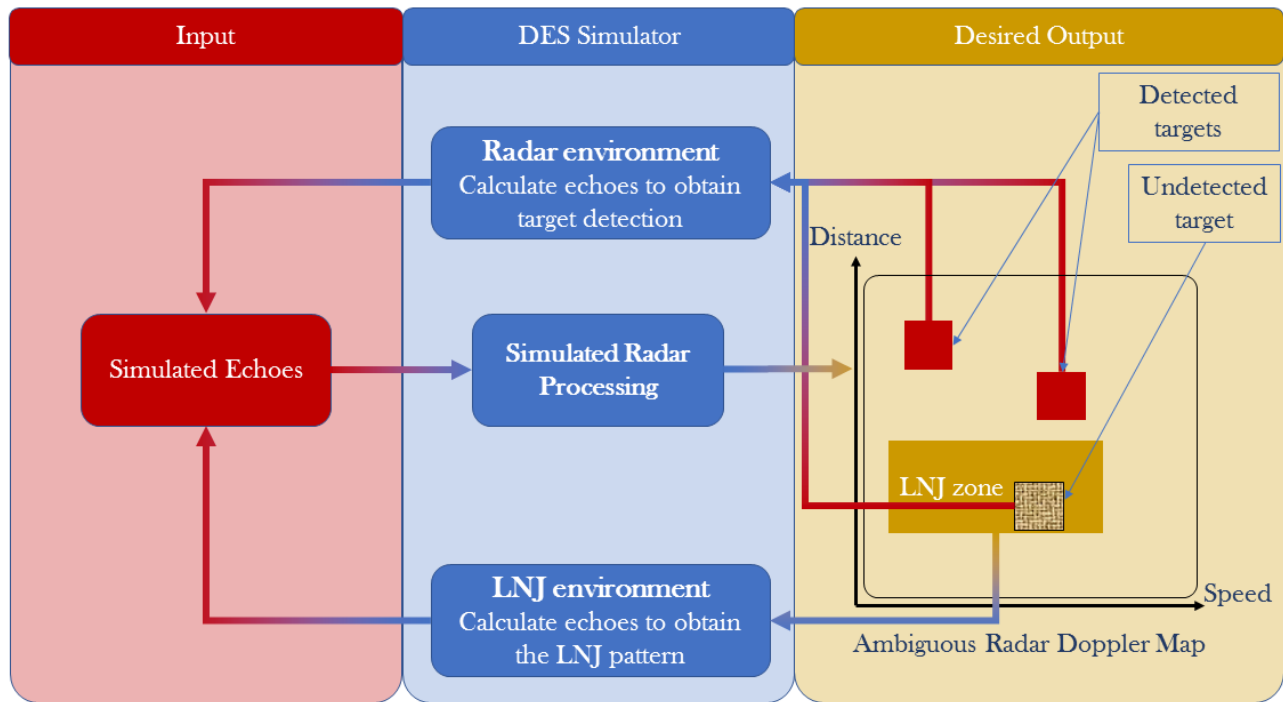 Input
DES Simulator
Desired Output
Detected
targets
Radar environment
Calculate echoes to obtain
target detection
Undetected
target
Distance
Simulated Echoes
Simulated Radar
Processing
LNJ zone
LNJ environment
Calculate echoes to obtain
the LNJ pattern
Speed
Ambiguous Radar Doppler Map